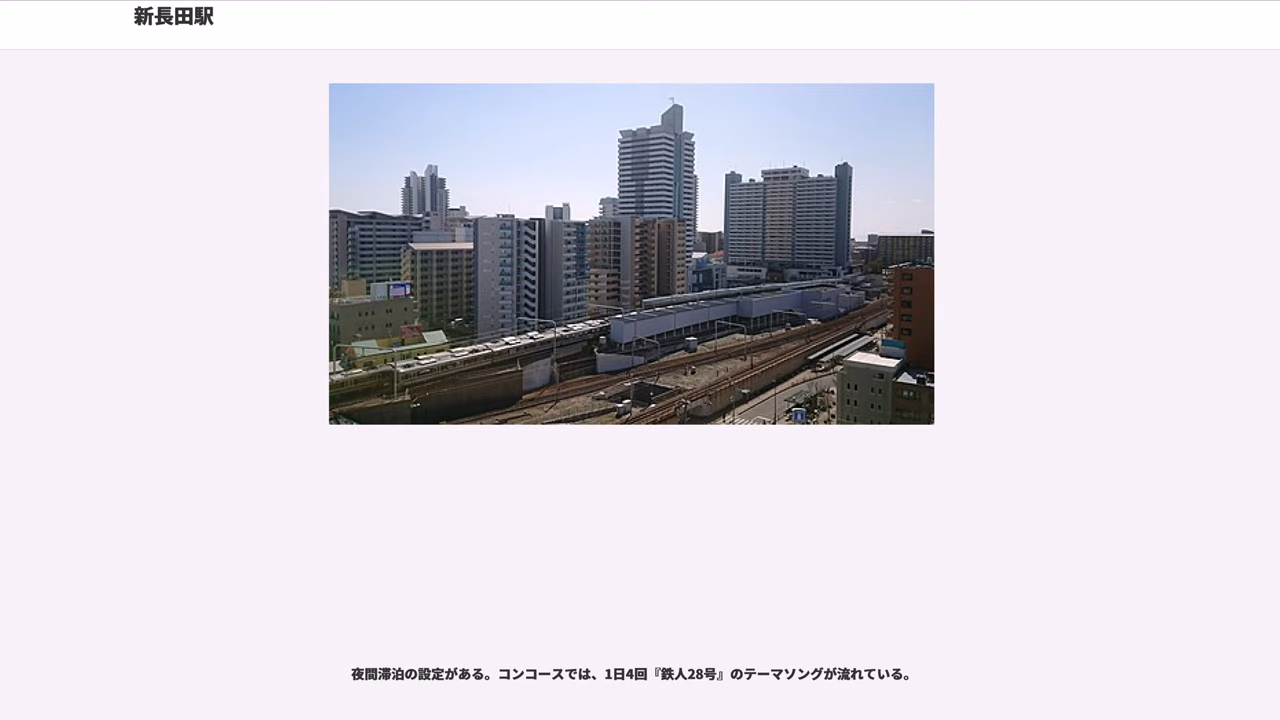 新長田駅
夜間滞泊の設定がある。コンコースでは、1日4回『鉄人28号』のテーマソングが流れている。